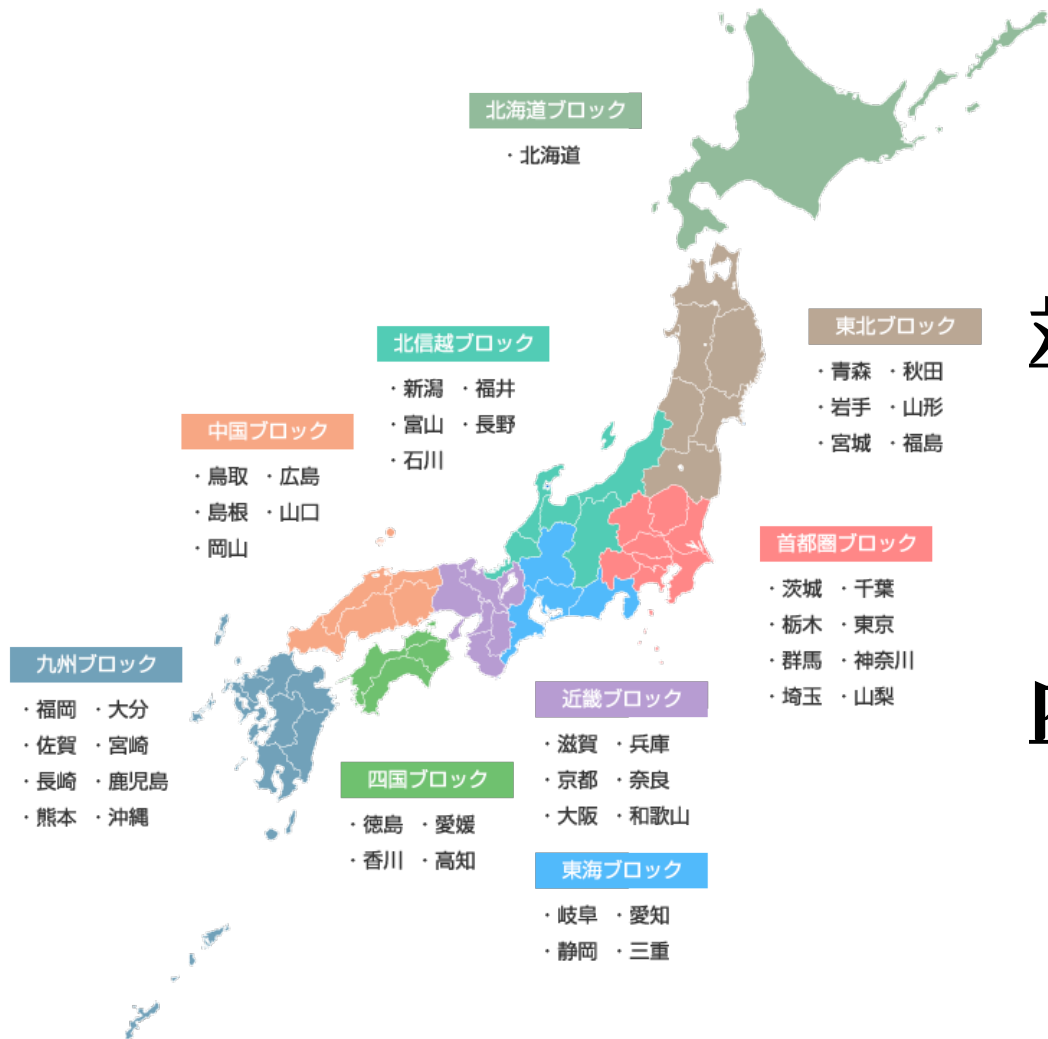 北海道ブロック
・北海道
東北ブロック
・青森 ・秋田
・岩手 ・山形
・宮城 ・福島
北信越ブロック
・新潟 ・福井
・富山 ・長野
・石川
中国ブロック
・鳥取 ・広島
・島根 ・山口
・岡山
首都圏ブロック
・茨城 ・千葉
・栃木 ・東京
・群馬 ・神奈川
・埼玉 ・山梨
九州ブロック
・福岡 ・大分
・佐賀 ・宮崎
・長崎 ・鹿児島
・熊本 ・沖縄
近畿ブロック
・滋賀 ・兵庫
・京都 ・奈良
・大阪 ・和歌山
四国ブロック
・徳島 ・愛媛
・香川 ・高知
東海ブロック
・岐阜 ・愛知
・静岡 ・三重